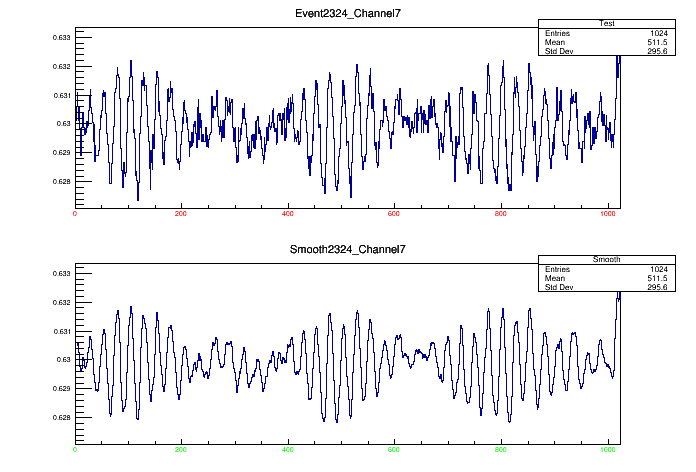 Event2324_Channel7
Test
Entries 1024
Mean 511.5
Std Dev 295.6
0.633
0.632
0.631
0.63
0.629
0.628
0 200 400 600 800 1000
Smooth2324_Channel7
Smooth
Entries 1024
Mean 511.5
Std Dev 295.6
0.633
0.632
0.631
0.63
0.629
0.628
0 200 400 600 800 1000